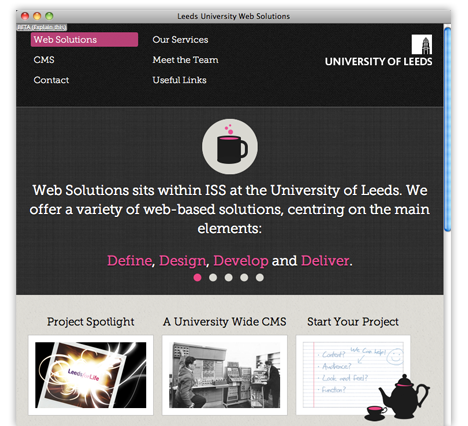 Leeds University Web Solutions
BETA (Explain this)
Web Solutions
Our Services
CMS
Meet the Team
Contact
Useful Links
UNIVERSITY OF LEEDS
Web Solutions sits within ISS at the University of Leeds. We
offer a variety of web-based solutions, centring on the main
elements:
Define, Design, Develop and Deliver.
Project Spotlight
A University Wide CMS
Start Your Project
Leeds Life
We Can help!
· Content?
· Audience?
· Look and Feel?
· Function?